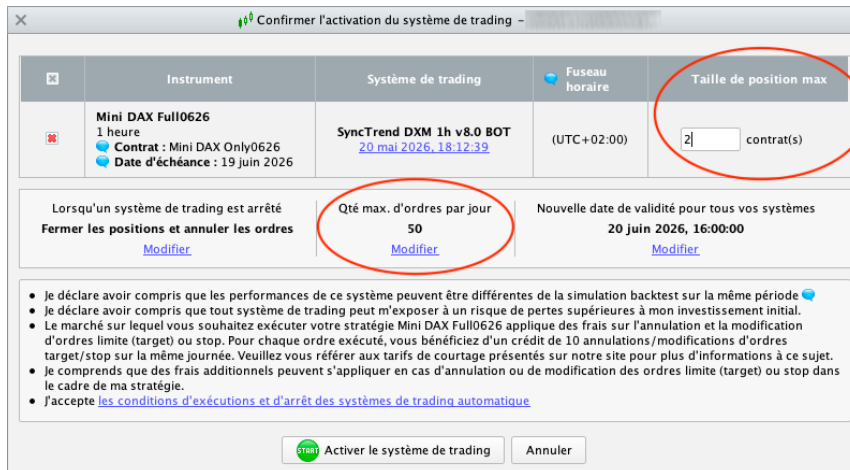 Confirmer l'activation du système de trading –
Instrument
Système de trading
Fuseau
horaire
Taille de position max
Mini DAX Full0626
1 heure
Contrat : Mini DAX Only0626
Date d'échéance : 19 juin 2026
SyncTrend DXM 1h v8.0 BOT
20 mai 2026, 18:12:39
(UTC+02:00)
2
contrat(s)
Lorsqu'un système de trading est arrêté
Fermer les positions et annuler les ordres
Modifier
Qté max. d'ordres par jour
50
Modifier
Nouvelle date de validité pour tous vos systèmes
20 juin 2026, 16:00:00
Modifier
• Je déclare avoir compris que les performances de ce système peuvent être différentes de la simulation backtest sur la même période
• Je déclare avoir compris que tout système de trading peut m'exposer à un risque de pertes supérieures à mon investissement initial.
• Le marché sur lequel vous souhaitez exécuter votre stratégie Mini DAX Full0626 applique des frais sur l'annulation et la modification
d'ordres limite (target) ou stop. Pour chaque ordre exécuté, vous bénéficiez d'un crédit de 10 annulations/modifications d'ordres
target/stop sur la même journée. Veuillez vous référer aux tarifs de courtage présentés sur notre site pour plus d'informations à ce sujet.
• Je comprends que des frais additionnels peuvent s'appliquer en cas d'annulation ou de modification des ordres limite (target) ou stop dans
le cadre de ma stratégie.
• J'accepte les conditions d'exécutions et d'arrêt des systèmes de trading automatique
START Activer le système de trading
Annuler